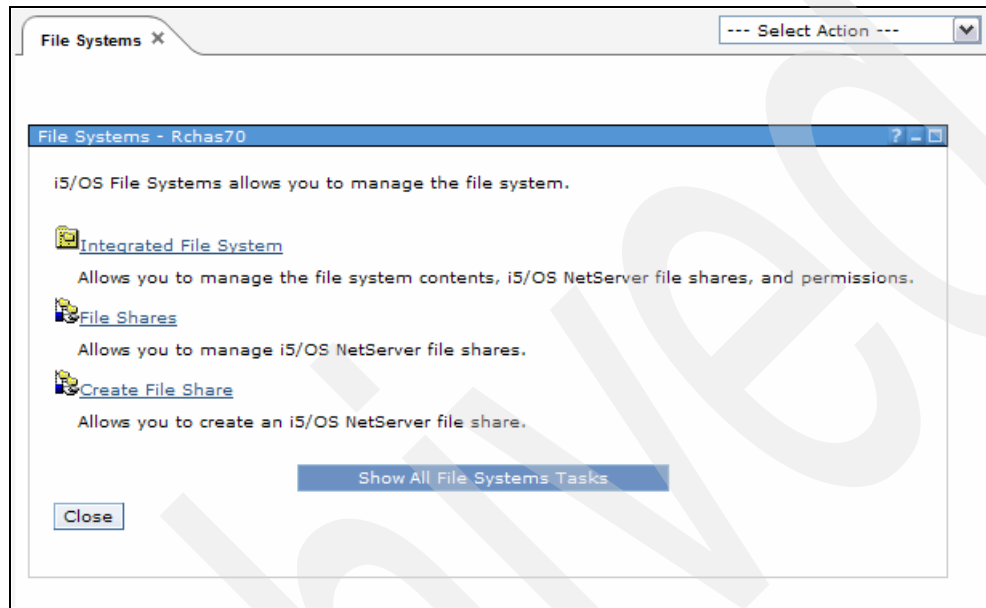 File Systems ×
--- Select Action ---
File Systems - Rchas70
?
i5/OS File Systems allows you to manage the file system.
Integrated File System
Allows you to manage the file system contents, i5/OS NetServer file shares, and permissions.
File Shares
Allows you to manage i5/OS NetServer file shares.
Create File Share
Allows you to create an i5/OS NetServer file share.
Show All File Systems Tasks
Close